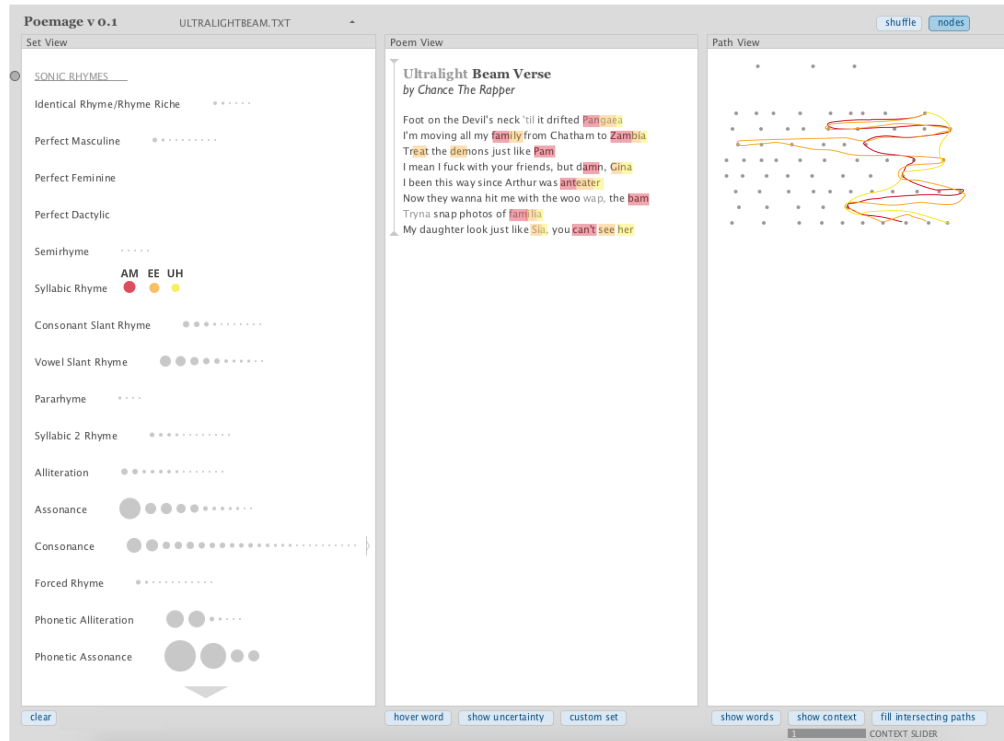 Poemage v 0.1
ULTRALIGHTBEAM.TXT
shuffle
nodes
Set View
Poem View
Path View
SONIC RHYMES
Identical Rhyme/Rhyme Riche
Perfect Masculine
Perfect Feminine
Perfect Dactylic
Semirhyme
AM EE UH
Syllabic Rhyme
Consonant Slant Rhyme
Vowel Slant Rhyme
Pararhyme
Syllabic 2 Rhyme
Alliteration
Assonance
Consonance
Forced Rhyme
Phonetic Alliteration
Phonetic Assonance
Ultralight Beam Verse
by Chance The Rapper
Foot on the Devil's neck 'til it drifted Pangaea
I'm moving all my family from Chatham to Zambia
Treat the demons just like Pam
I mean I fuck with your friends, but damn, Gina
I been this way since Arthur was anteater
Now they wanna hit me with the woo wap, the bam
Tryna snap photos of familia
My daughter look just like Sia, you can't see her
clear
hover word
show uncertainty
custom set
show words
show context
fill intersecting paths
1
CONTEXT SLIDER